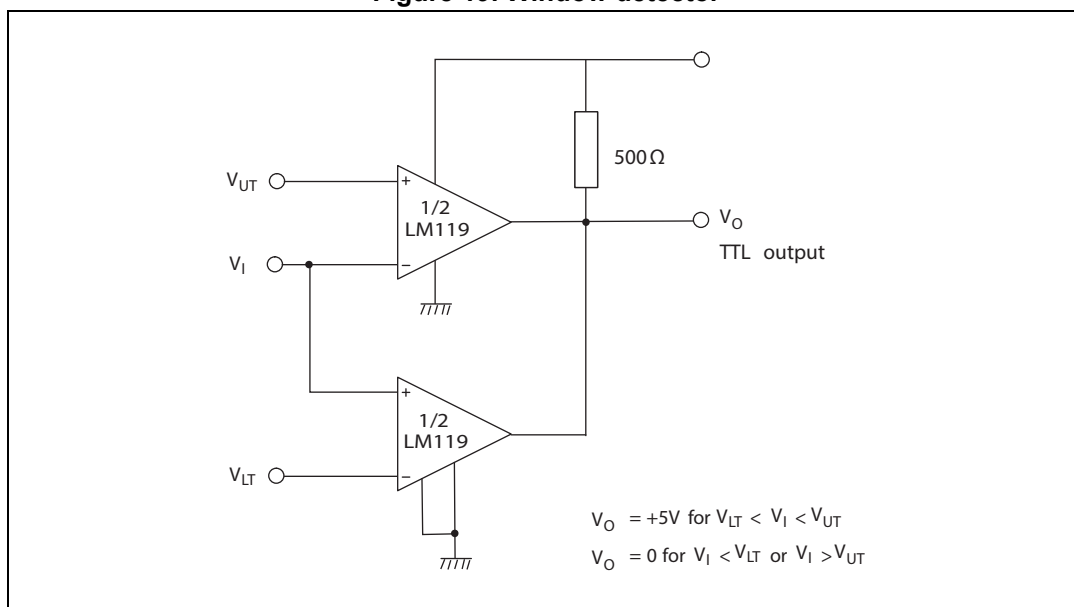 Figure Window detector
500Ω
V_UT
+
1/2
LM119
V_O
V_I
−
TTL output
+
1/2
LM119
V_LT
−
V_O = +5V for V_LT < V_I < V_UT
V_O = 0 for V_I < V_LT or V_I > V_UT